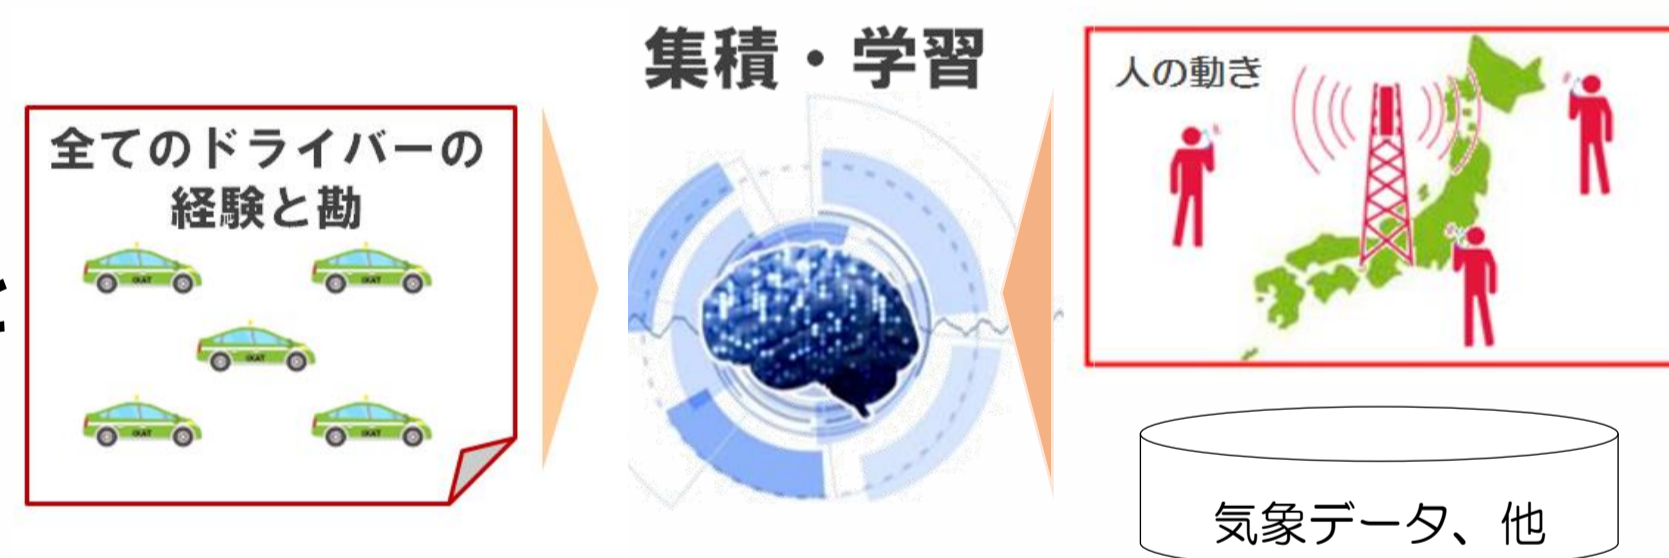 集積・学習
全てのドライバーの
経験と勘
人の動き
気象データ、他